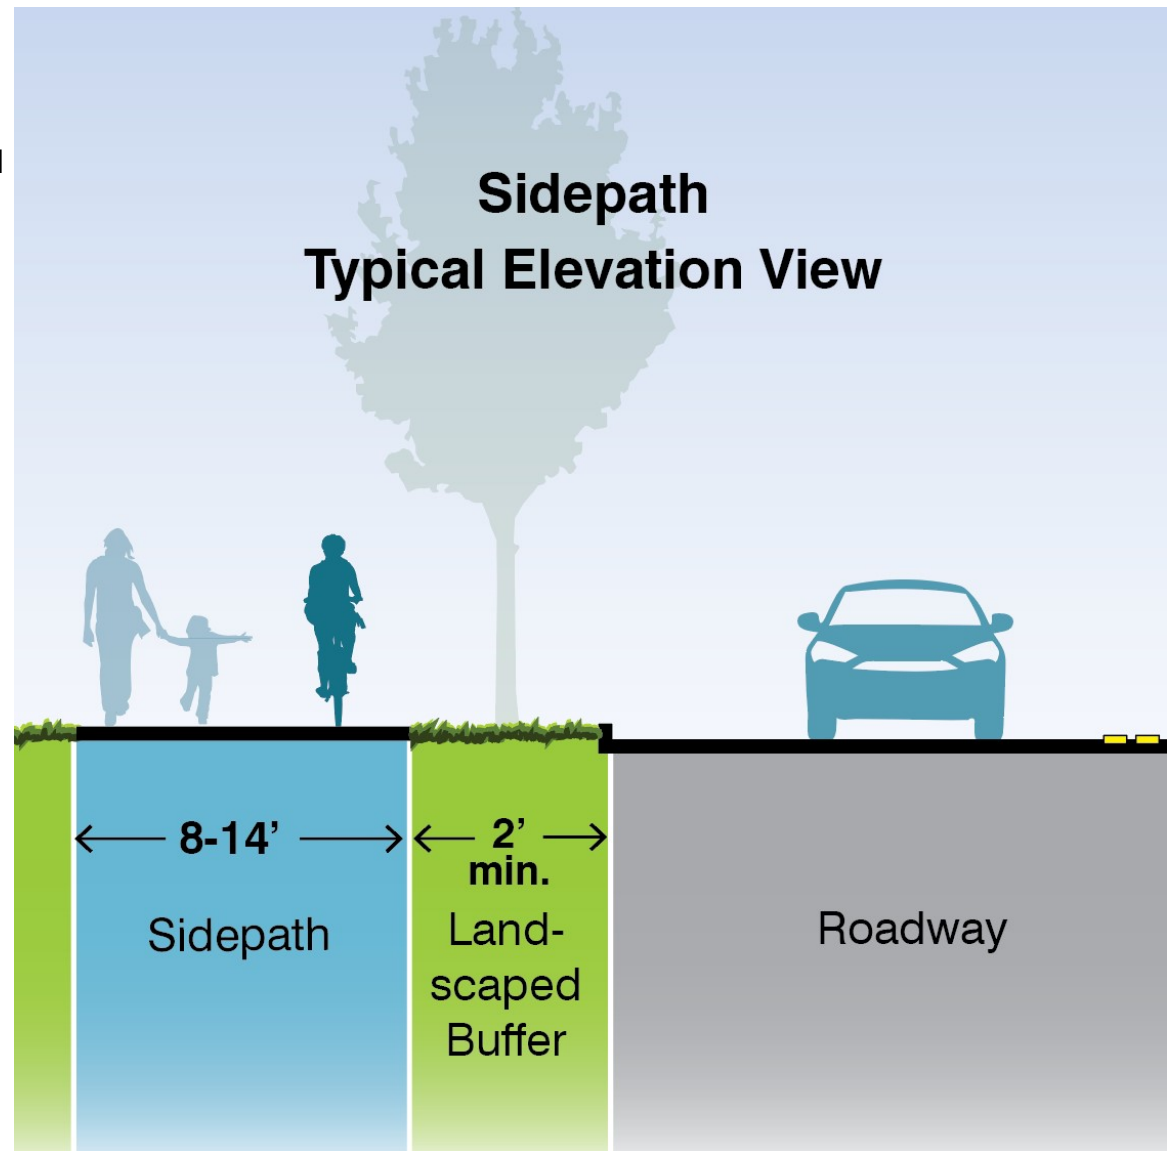 Sidepath
Typical Elevation View
8-14’
2’
min.
Sidepath
Land-
scaped
Buffer
Roadway